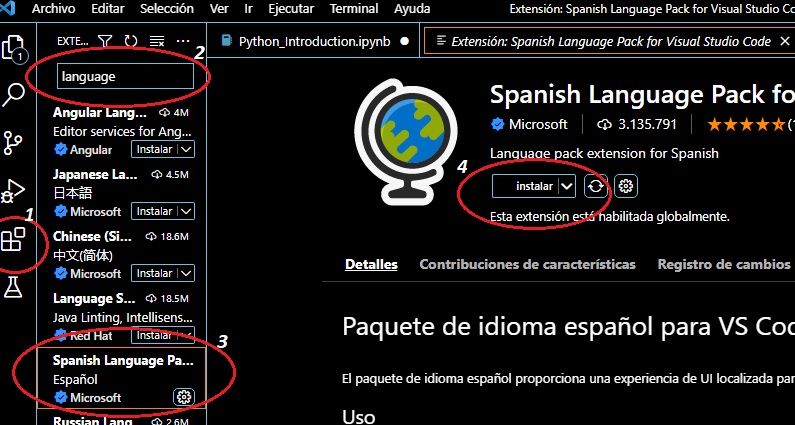 Archivo Editar Selección Ver Ir Ejecutar Terminal Ayuda
Extensión: Spanish Language Pack for Visual Studio Code
EXTE...
2
Python_Introduction.ipynb
Extensión: Spanish Language Pack for Visual Studio Code
1
language
Angular Lang... 4M
Editor services for Ang...
Angular Instalar
Japanese La... 4.5M
日本語
Microsoft Instalar
1
Chinese (Si... 18.6M
中文(简体)
Microsoft Instalar
Language S... 18.5M
Java Linting, Intellisens...
Red Hat Instalar
3
Spanish Language Pa...
Español
Microsoft
Russian Lang 2.6M
Spanish Language Pack fo
Microsoft 3.135.791
Language pack extension for Spanish
4
instalar
Esta extensión está habilitada globalmente.
Detalles Contribuciones de características Registro de cambios
Paquete de idioma español para VS Coo
El paquete de idioma español proporciona una experiencia de UI localizada par
Uso